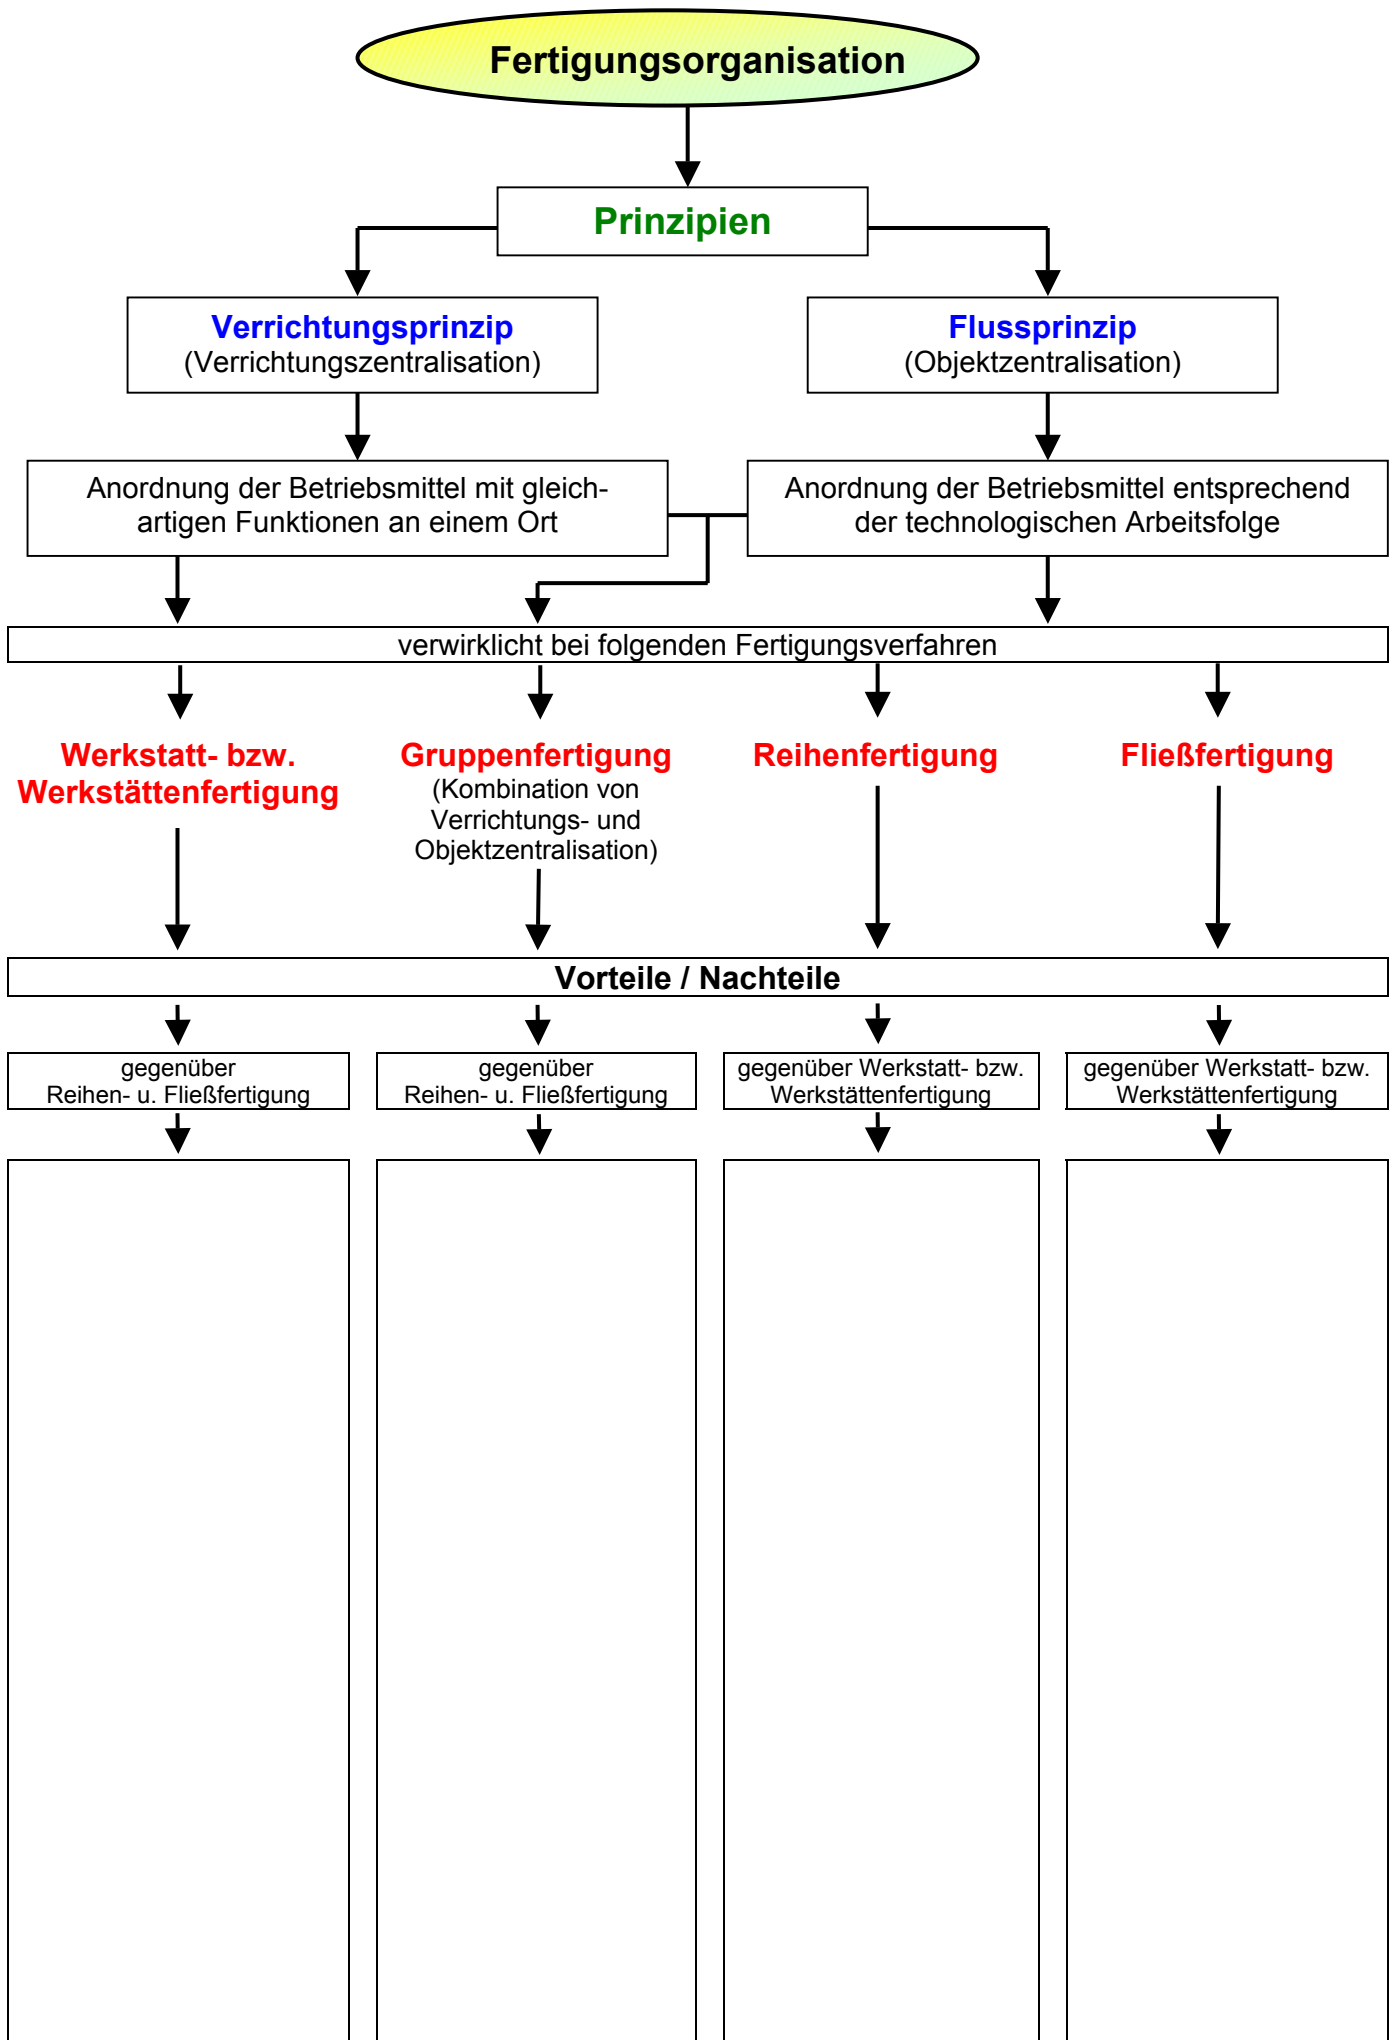 Fertigungsorganisation
Prinzipien
Verrichtungsprinzip
(Verrichtungszentralisation)
Flussprinzip
(Objektzentralisation)
Anordnung der Betriebsmittel mit gleich-
artigen Funktionen an einem Ort
Anordnung der Betriebsmittel entsprechend
der technologischen Arbeitsfolge
verwirklicht bei folgenden Fertigungsverfahren
Werkstatt- bzw.
Werkstättenfertigung
Gruppenfertigung
(Kombination von
Verrichtungs- und
Objektzentralisation)
Reihenfertigung
Fließfertigung
Vorteile / Nachteile
gegenüber
Reihen- u. Fließfertigung
gegenüber
Reihen- u. Fließfertigung
gegenüber Werkstatt- bzw.
Werkstättenfertigung
gegenüber Werkstatt- bzw.
Werkstättenfertigung